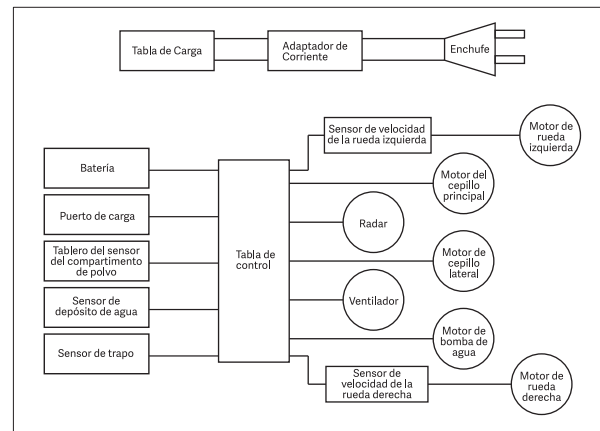 Tabla de Carga
Adaptador de
Corriente
Enchufe
Sensor de velocidad
de la rueda izquierda
Motor de
rueda
izquierda
Batería
Motor del
cepillo
principal
Puerto de carga
Radar
Tablero del sensor
del compartimento
de polvo
Tabla de
control
Motor de
cepillo
lateral
Sensor de
depósito de agua
Ventilador
Motor de
bomba de
agua
Sensor de trapo
Sensor de
velocidad de la
rueda derecha
Motor de
rueda
derecha